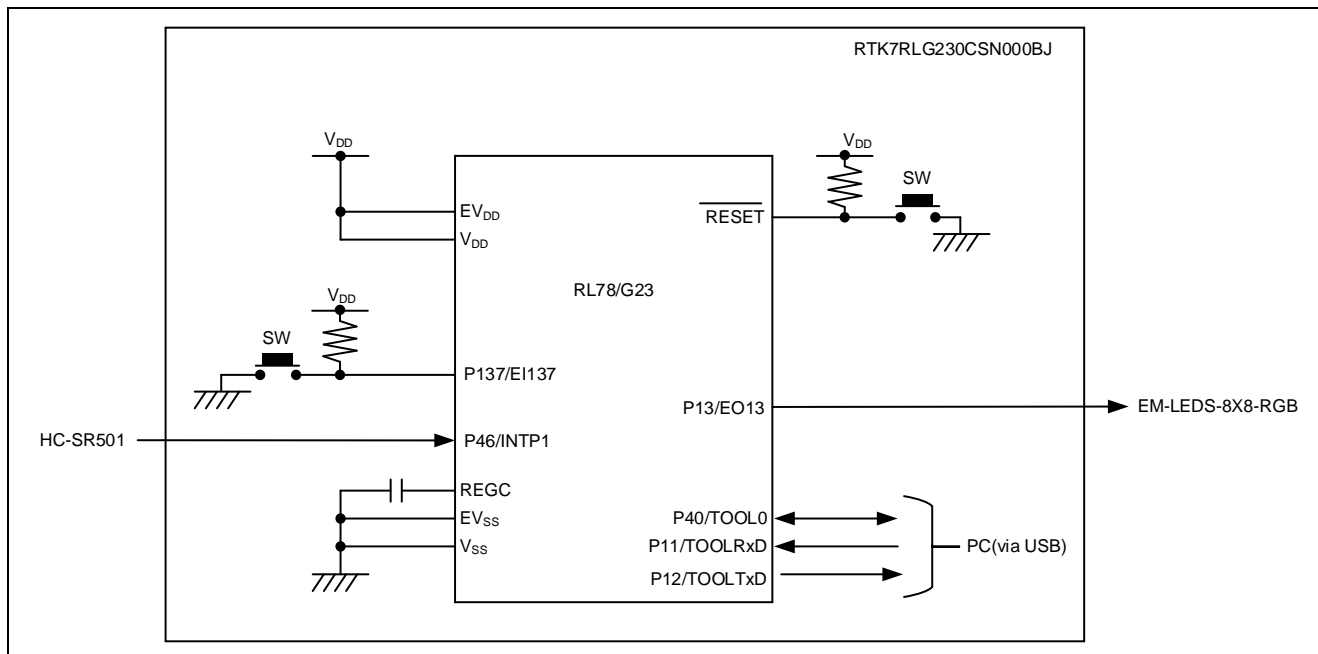 RTK7RLG230CSN000BJ
VDD
VDD
SW
EVDD
RESET
VDD
RL78/G23
VDD
SW
P137/EI137
P13/EO13
EM-LEDS-8X8-RGB
HC-SR501
P46/INTP1
REGC
P40/TOOL0
EVSS
P11/TOOLRxD
PC(via USB)
VSS
P12/TOOLTxD